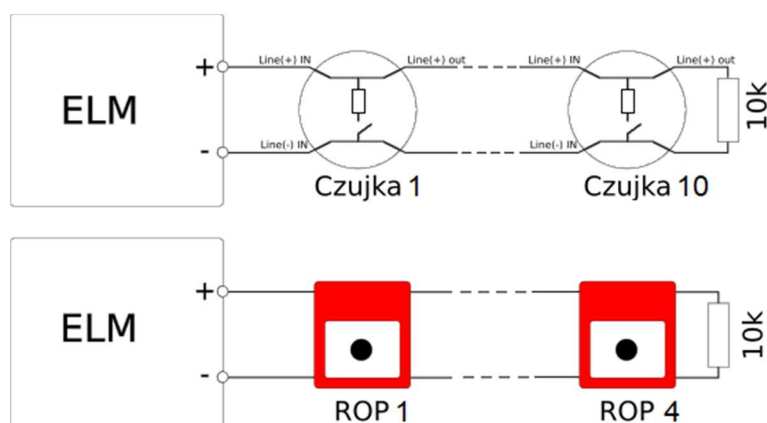 + Line(+) IN Line(+) out Line(+) IN Line(+) out
ELM
10k
- Line(-) IN Line(-) IN
Czujka 1 Czujka 10
+
ELM
10k
-
ROP 1 ROP 4